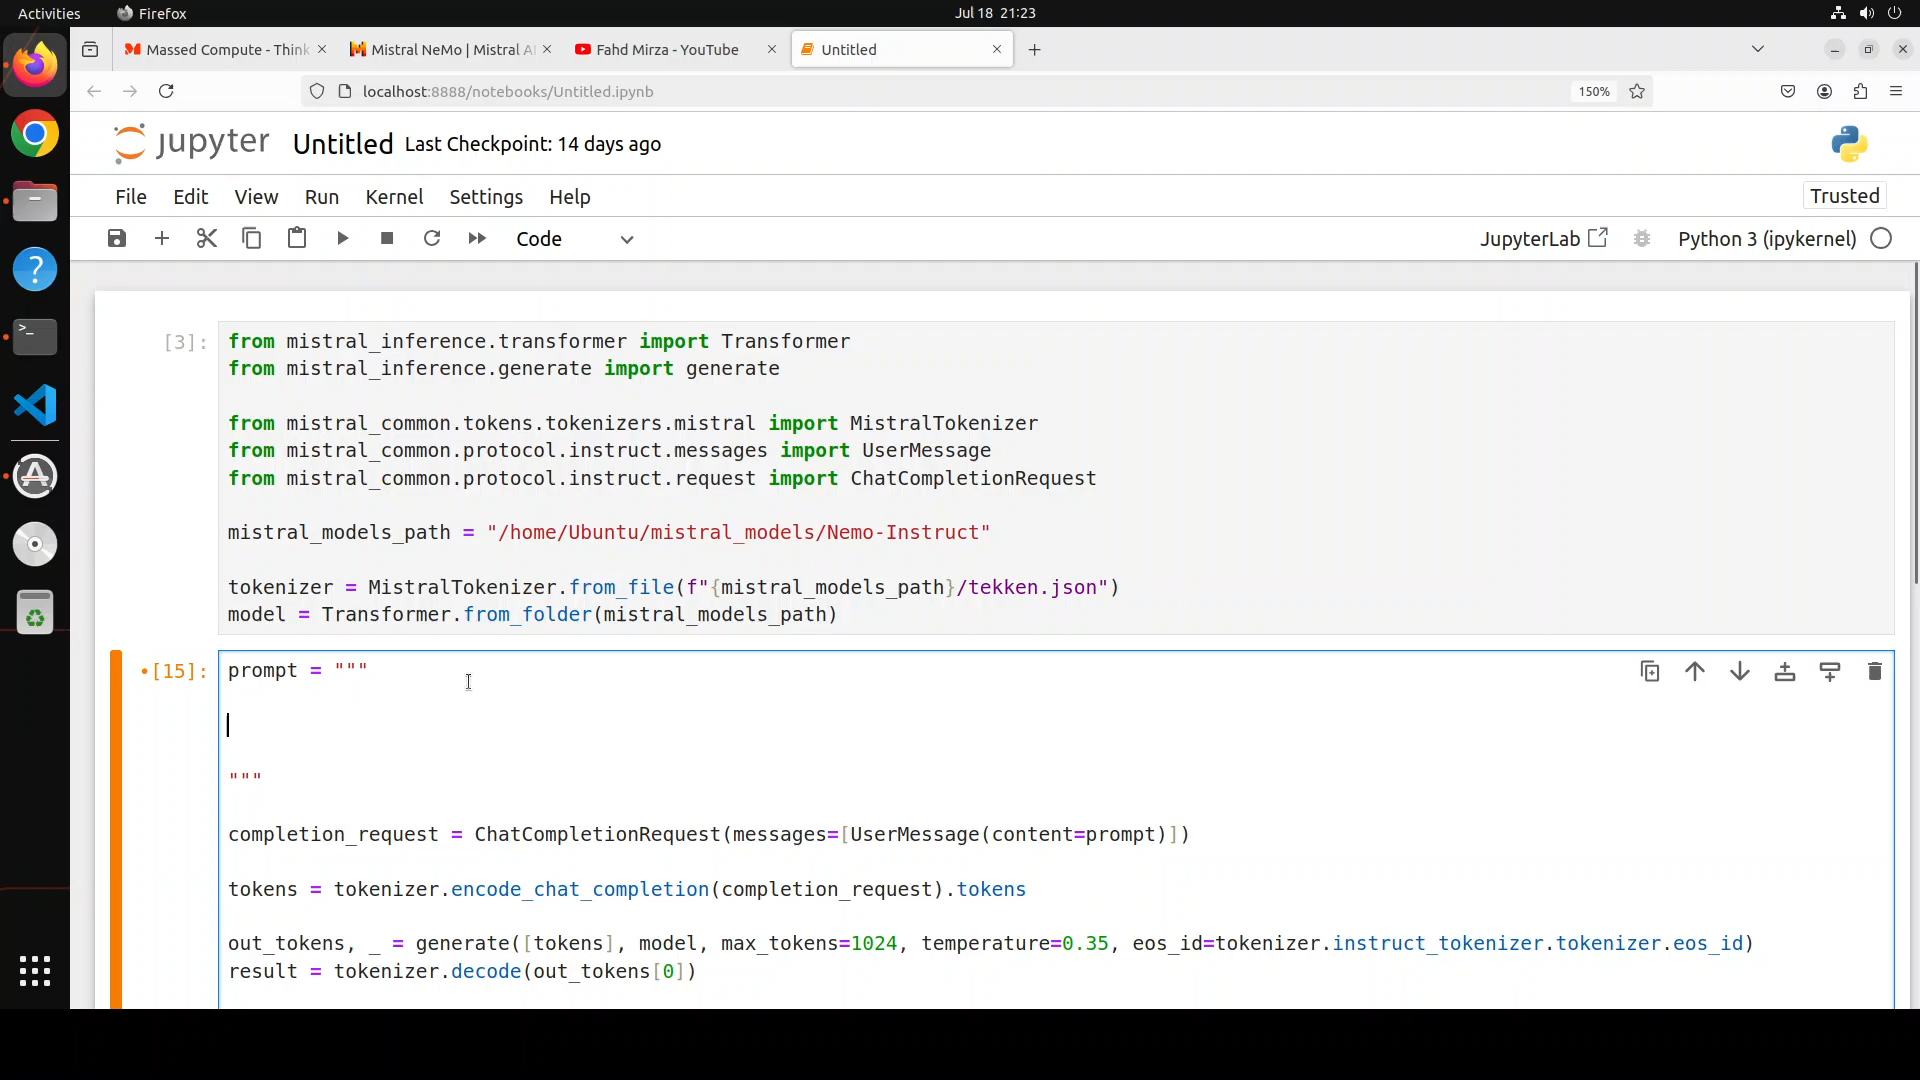 Activities Firefox Jul 18 21:23
Massed Compute - Think Mistral NeMo | Mistral A Fahd Mirza - YouTube Untitled
localhost:8888/notebooks/Untitled.ipynb 150%
jupyter Untitled Last Checkpoint: 14 days ago
File Edit View Run Kernel Settings Help Trusted
Code JupyterLab Python 3 (ipykernel)
[3]: from mistral_inference.transformer import Transformer
from mistral_inference.generate import generate
from mistral_common.tokens.tokenizers.mistral import MistralTokenizer
from mistral_common.protocol.instruct.messages import UserMessage
from mistral_common.protocol.instruct.request import ChatCompletionRequest
mistral_models_path = "/home/Ubuntu/mistral_models/Nemo-Instruct"
tokenizer = MistralTokenizer.from_file(f"{mistral_models_path}/tekken.json")
model = Transformer.from_folder(mistral_models_path)
•[15]: prompt = """
"""
completion_request = ChatCompletionRequest(messages=[UserMessage(content=prompt)])
tokens = tokenizer.encode_chat_completion(completion_request).tokens
out_tokens, _ = generate([tokens], model, max_tokens=1024, temperature=0.35, eos_id=tokenizer.instruct_tokenizer.tokenizer.eos_id)
result = tokenizer.decode(out_tokens[0])